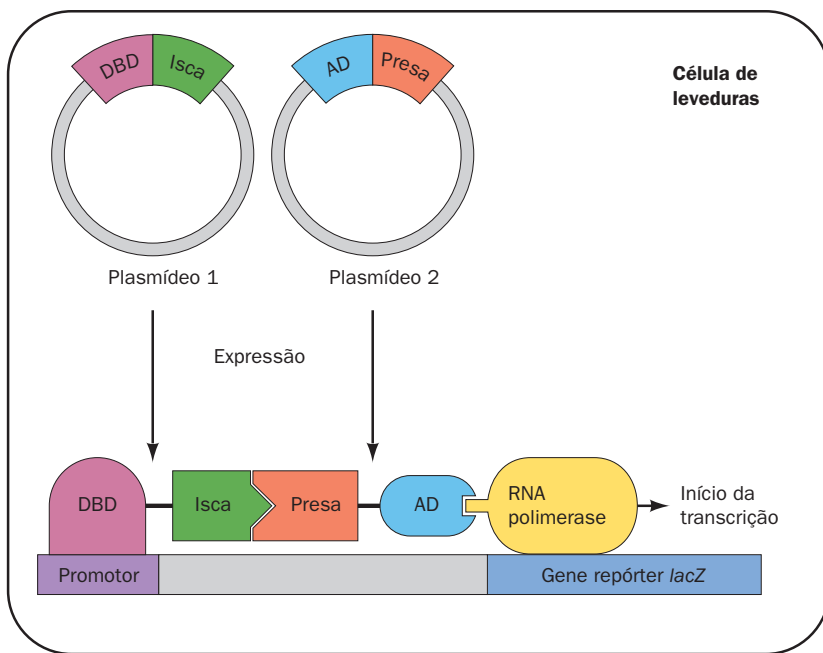 DBD
Isca
AD
Presa
Célula de
leveduras
Plasmídeo 1
Plasmídeo 2
Expressão
DBD
Isca
Presa
AD
RNA
polimerase
Início da
transcrição
Promotor
Gene repórter lacZ